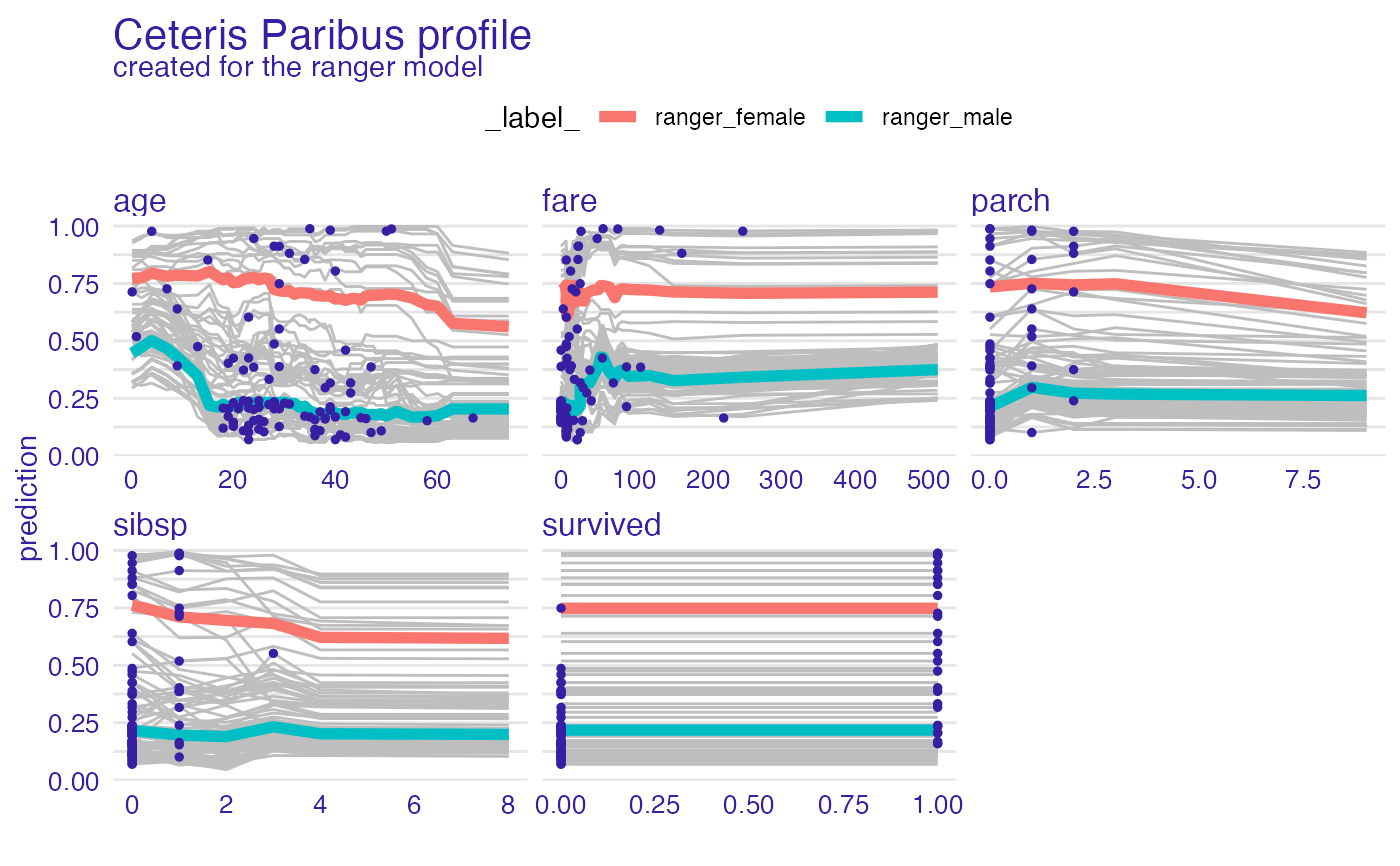 Ceteris Paribus profile
created for the ranger model
_label_ ranger_female ranger_male
age fare parch
1.00
0.75
0.50
0.25
0.00
0 20 40 60 0 100 200 300 400 500 0.0 2.5 5.0 7.5
prediction
sibsp survived
1.00
0.75
0.50
0.25
0.00
0 2 4 6 8 0.00 0.25 0.50 0.75 1.00